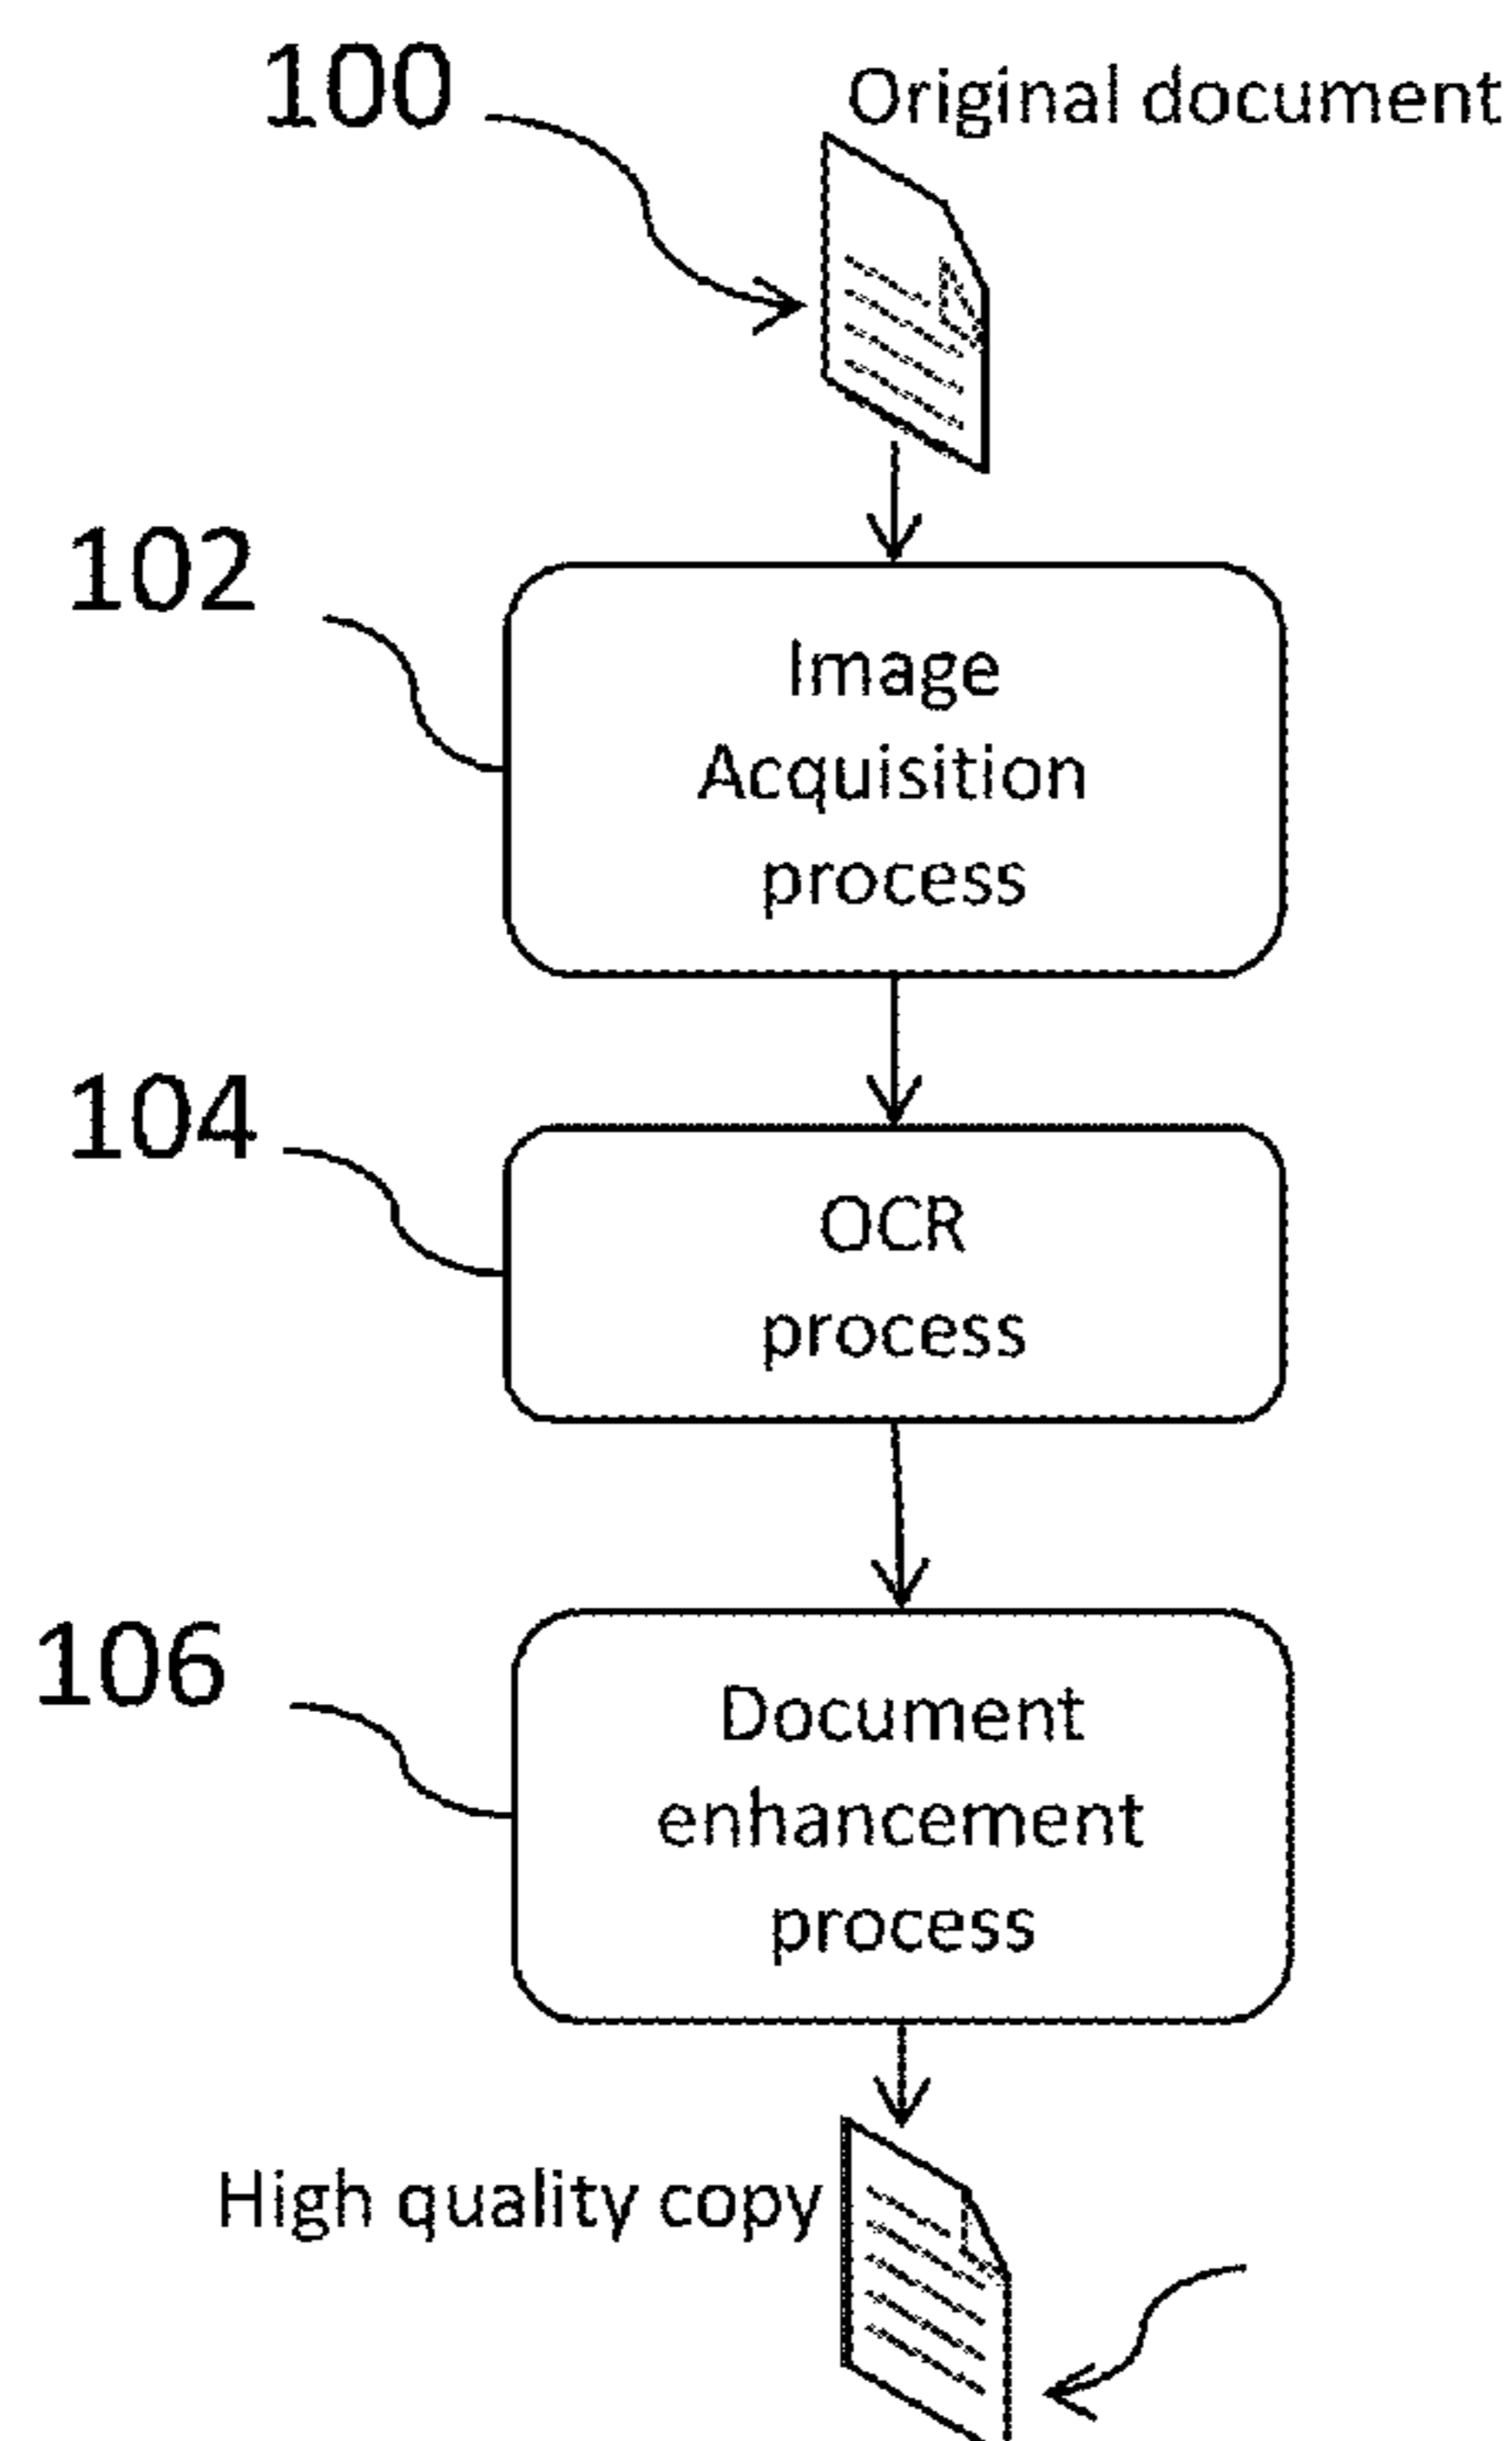 100
Original document
102
Image
Acquisition
process
104
OCR
process
106
Document
enhancement
process
High quality copy